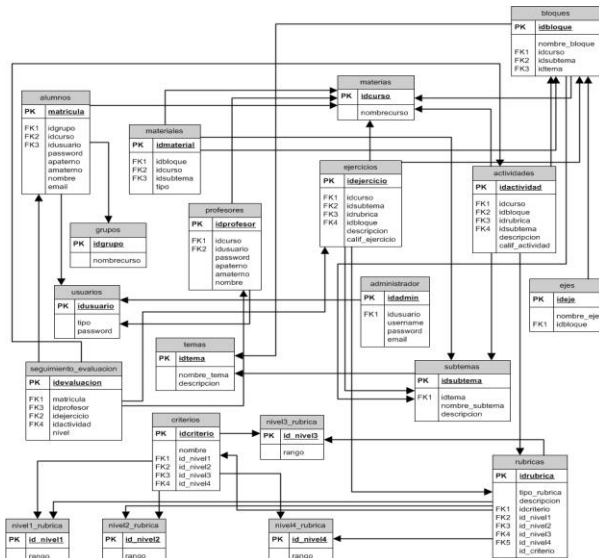 bloques
PK idbloque
nombre_bloque
FK1 idcurso
FK2 idsubtema
FK3 idtema
materias
PK idcurso
nombrecurso
alumnos
PK matricula
FK1 idgrupo
FK2 idcurso
FK3 idusuario
password
apaterno
amaterno
nombre
email
materiales
PK idmaterial
FK1 idbloque
FK2 idcurso
FK3 idsubtema
tipo
ejercicios
PK idejercicio
FK1 idcurso
FK2 idsubtema
FK3 idrubrica
FK4 idbloque
descripcion
calif_ejercicio
actividades
PK idactividad
FK1 idcurso
FK2 idbloque
FK3 idrubrica
FK4 idsubtema
descripcion
calif_actividad
profesores
PK idprofesor
FK1 idcurso
FK2 idusuario
password
apaterno
amaterno
nombre
grupos
PK idgrupo
nombrecurso
usuarios
PK idusuario
tipo
password
administrador
PK idadmin
FK1 idusuario
username
password
email
ejes
PK ideje
nombre_eje
FK1 idbloque
temas
PK idtema
nombre_tema
descripcion
subtemas
PK idsubtema
FK1 idtema
nombre_subtema
descripcion
seguimiento_evaluacion
PK idevaluacion
FK1 matricula
FK3 idprofesor
FK2 idejercicio
FK4 idactividad
nivel
criterios
PK idcriterio
nombre
FK1 id_nivel1
FK2 id_nivel2
FK3 id_nivel3
FK4 id_nivel4
nivel3_rubrica
PK id_nivel3
rango
rubricas
PK idrubrica
tipo_rubrica
descripcion
FK1 idcriterio
FK2 id_nivel1
FK3 id_nivel2
FK4 id_nivel3
FK5 id_nivel4
id_criterio
nivel1_rubrica
PK id_nivel1
rango
nivel2_rubrica
PK id_nivel2
rango
nivel4_rubrica
PK id_nivel4
rango